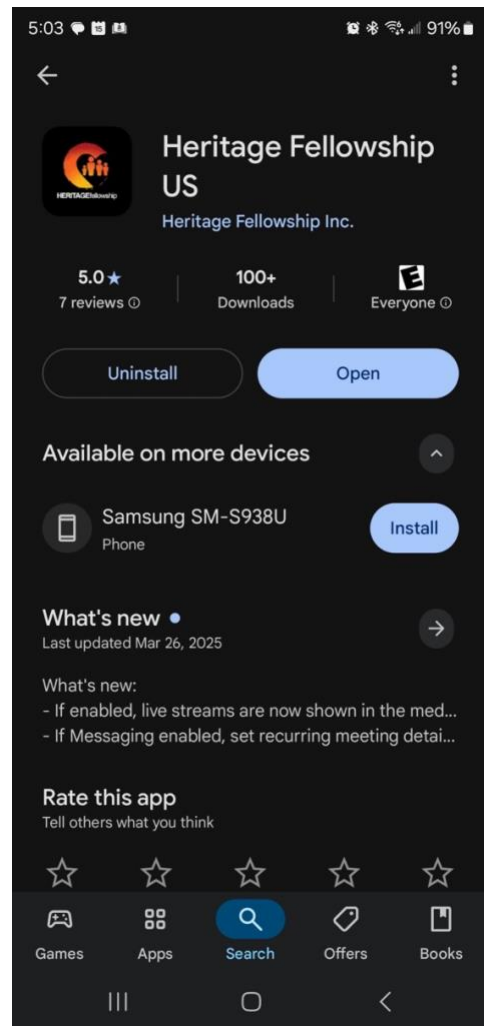 5:03
91%
Heritage Fellowship
US
HERITAGEfellowship
Heritage Fellowship Inc.
5.0★
100+
E
7 reviews
Downloads
Everyone
Uninstall
Open
Available on more devices
Samsung SM-S938U
Phone
Install
What's new
Last updated Mar 26, 2025
What's new:
- If enabled, live streams are now shown in the med...
- If Messaging enabled, set recurring meeting detai...
Rate this app
Tell others what you think
Games
Apps
Search
Offers
Books